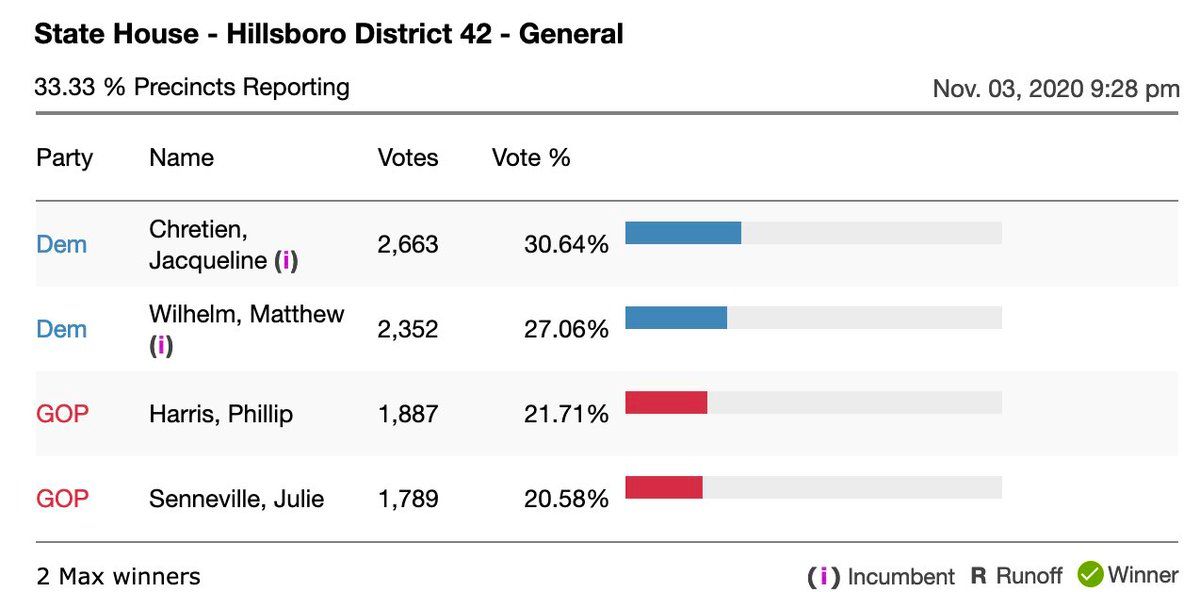 State House - Hillsboro District 42 - General
33.33 % Precincts Reporting
Nov. 03, 2020 9:28 pm
Party Name Votes Vote %
Dem Chretien, Jacqueline (i) 2,663 30.64%
Dem Wilhelm, Matthew (i) 2,352 27.06%
GOP Harris, Phillip 1,887 21.71%
GOP Senneville, Julie 1,789 20.58%
2 Max winners
(i) Incumbent R Runoff Winner